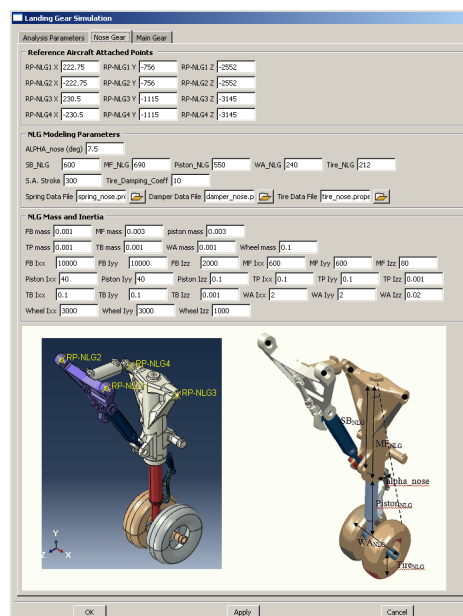 Landing Gear Simulation
Analysis Parameters Nose Gear Main Gear
Reference Aircraft Attached Points
RP-NLG1 X 222.75 RP-NLG1 Y -756 RP-NLG1 Z -2552
RP-NLG2 X -222.75 RP-NLG2 Y -756 RP-NLG2 Z -2552
RP-NLG3 X 230.5 RP-NLG3 Y -1115 RP-NLG3 Z -3145
RP-NLG4 X -230.5 RP-NLG4 Y -1115 RP-NLG4 Z -3145
NLG Modeling Parameters
ALPHA_nose (deg) 7.5
SB_NLG 600 MF_NLG 690 Piston_NLG 550 WA_NLG 240 Tire_NLG 212
S.A. Stroke 300 Tire_Damping_Coeff 10
Spring Data File spring_nose.pro Damper Data File damper_nose.p Tire Data File tire_nose.prope
NLG Mass and Inertia
FB mass 0.001 MF mass 0.003 piston mass 0.003
TP mass 0.001 TB mass 0.001 WA mass 0.001 Wheel mass 0.1
FB Ixx 10000 FB Iyy 10000 FB Izz 2000 MF Ixx 600 MF Iyy 600 MF Izz 80
Piston Ixx 40 Piston Iyy 40 Piston Izz 0.1 TP Ixx 0.1 TP Iyy 0.1 TP Izz 0.001
TB Ixx 0.1 TB Iyy 0.1 TB Izz 0.001 WA Ixx 2 WA Iyy 2 WA Izz 0.02
Wheel Ixx 3000 Wheel Iyy 3000 Wheel Izz 1000
RP-NLG2
RP-NLG4
RP-NLG3
Y
Z X
SBNLG
MFNLG
alpha_nose
PistonNLG
WANLG
TireNLG
OK Apply Cancel